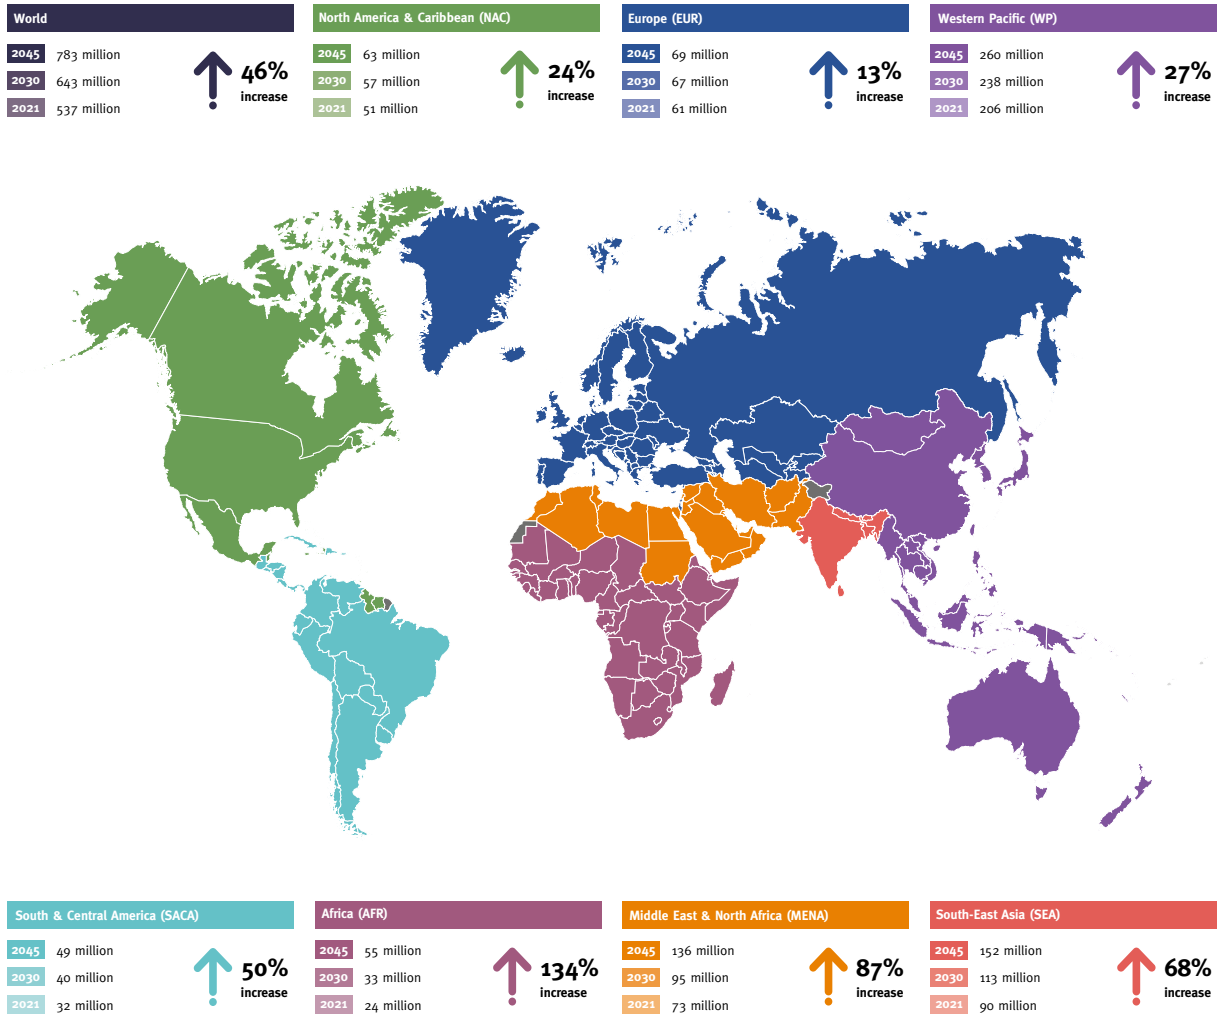 World
2045 783 million
2030 643 million
2021 537 million
46%
increase
North America & Caribbean (NAC)
2045 63 million
2030 57 million
2021 51 million
24%
increase
Europe (EUR)
2045 69 million
2030 67 million
2021 61 million
13%
increase
Western Pacific (WP)
2045 260 million
2030 238 million
2021 206 million
27%
increase
South & Central America (SACA)
2045 49 million
2030 40 million
2021 32 million
50%
increase
Africa (AFR)
2045 55 million
2030 33 million
2021 24 million
134%
increase
Middle East & North Africa (MENA)
2045 136 million
2030 95 million
2021 73 million
87%
increase
South-East Asia (SEA)
2045 152 million
2030 113 million
2021 90 million
68%
increase